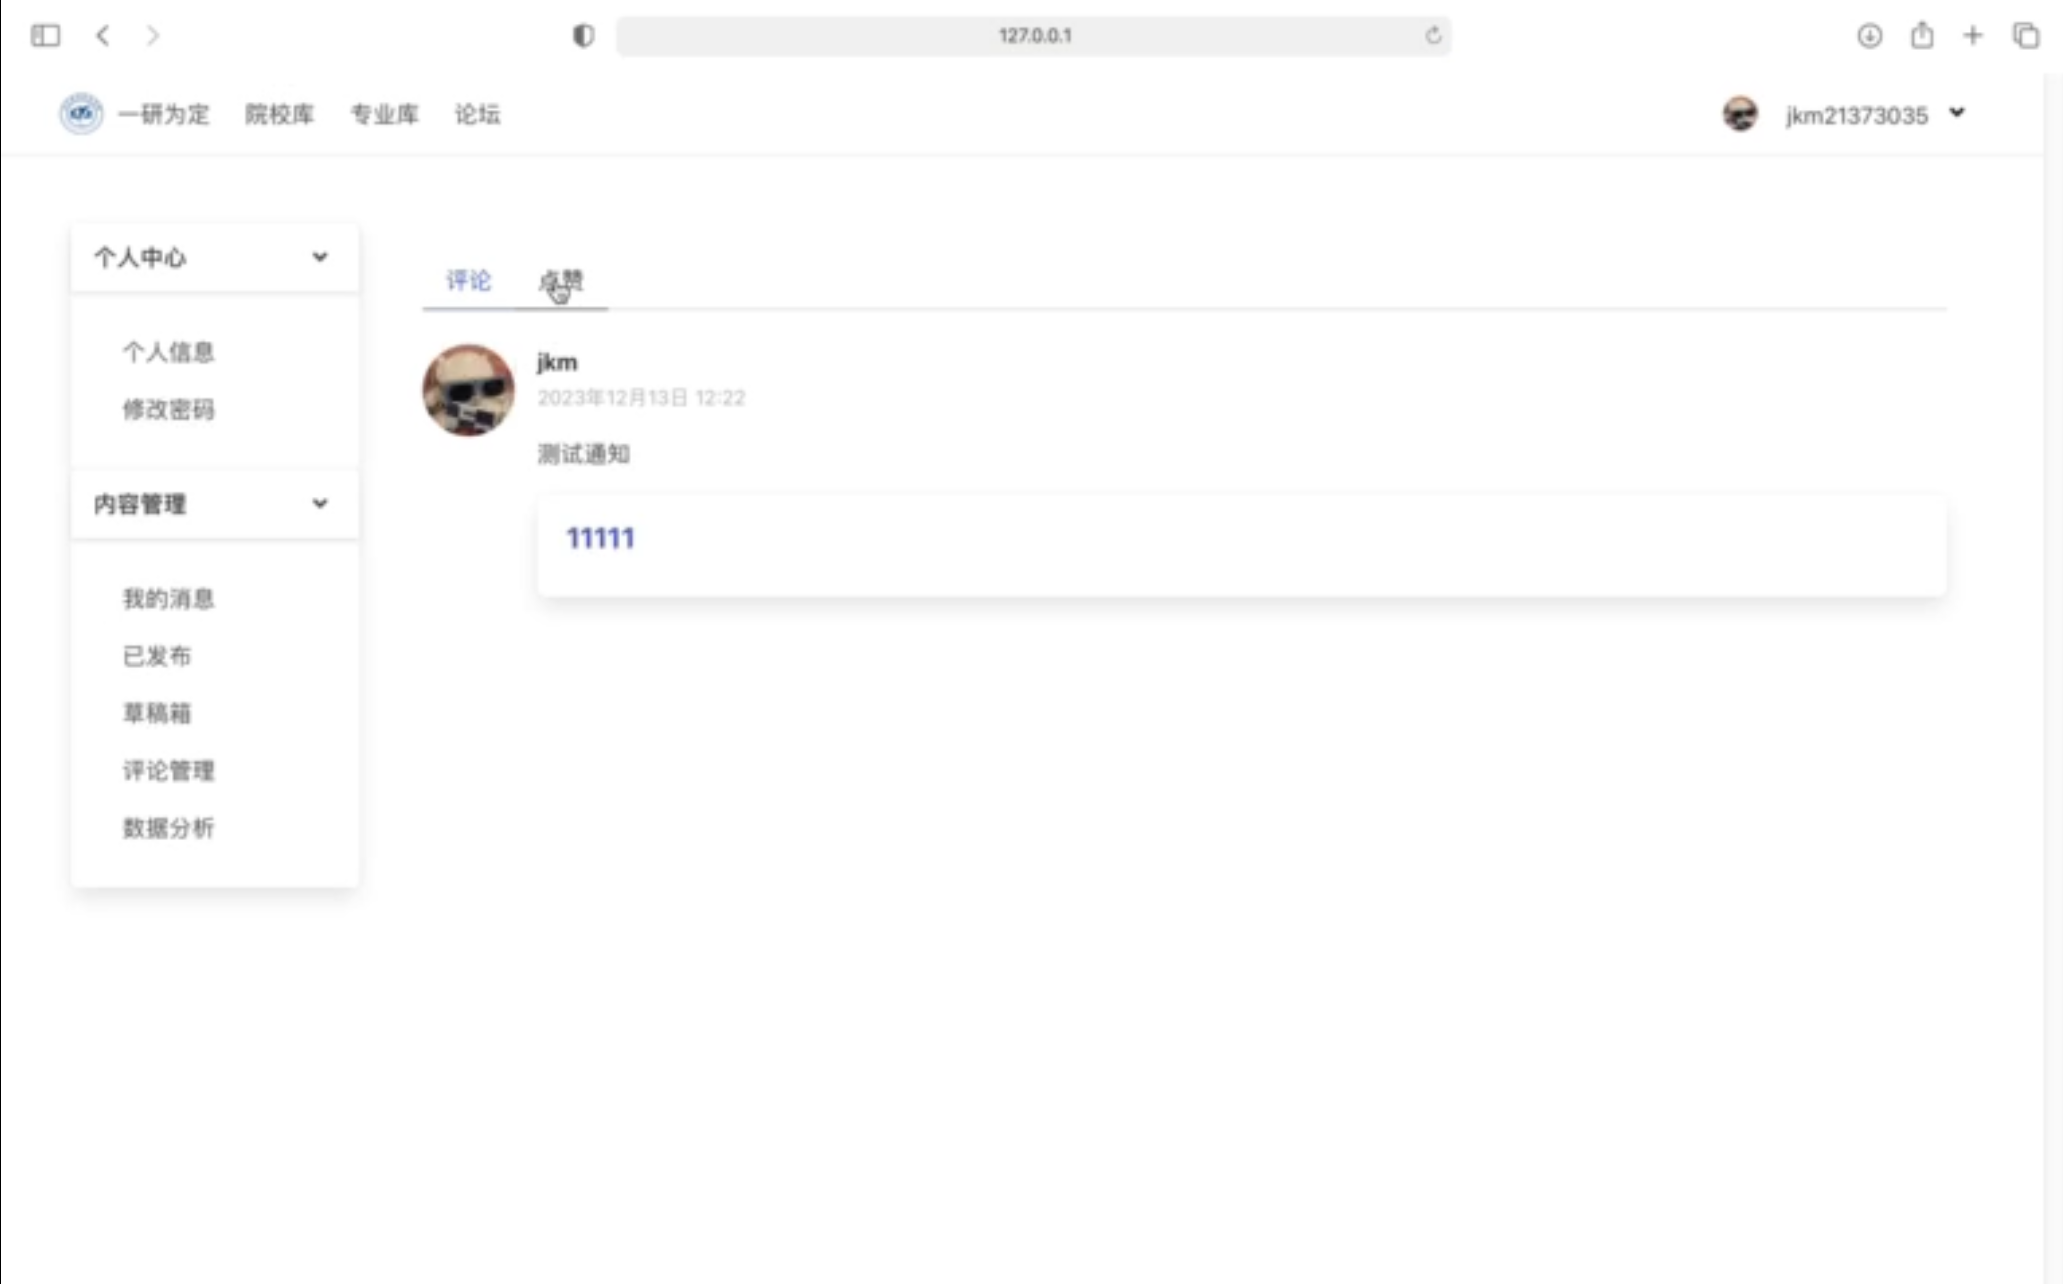 127.0.0.1
一研为定 院校库 专业库 论坛 jkm21373035
个人中心
个人信息
修改密码
内容管理
我的消息
已发布
草稿箱
评论管理
数据分析
评论 点赞
jkm
2023年12月13日 12:22
测试通知
11111